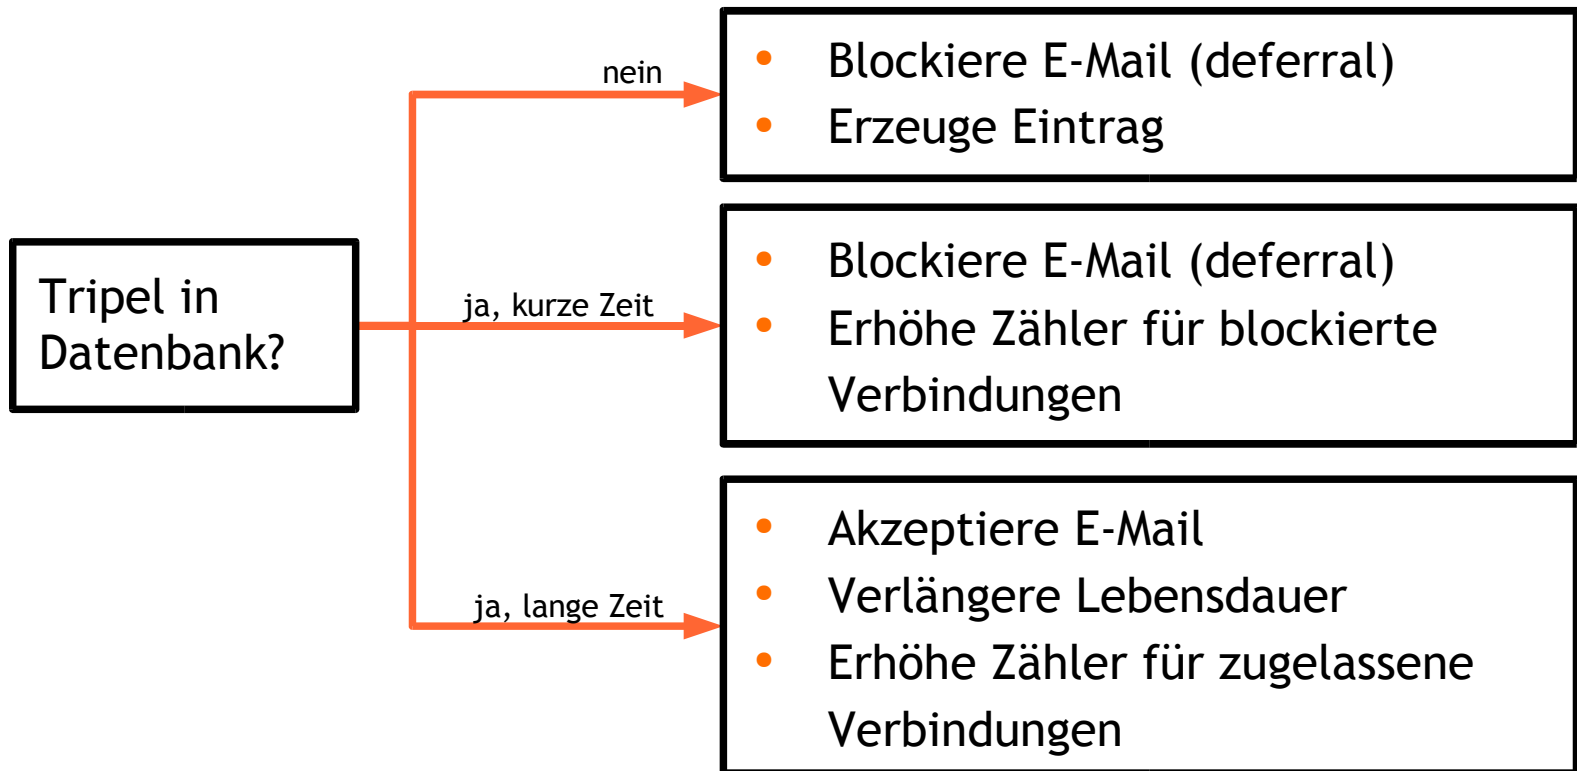 nein
• Blockiere E-Mail (deferral)
• Erzeuge Eintrag
Tripel in
Datenbank?
ja, kurze Zeit
• Blockiere E-Mail (deferral)
• Erhöhe Zähler für blockierte
Verbindungen
ja, lange Zeit
• Akzeptiere E-Mail
• Verlängere Lebensdauer
• Erhöhe Zähler für zugelassene
Verbindungen